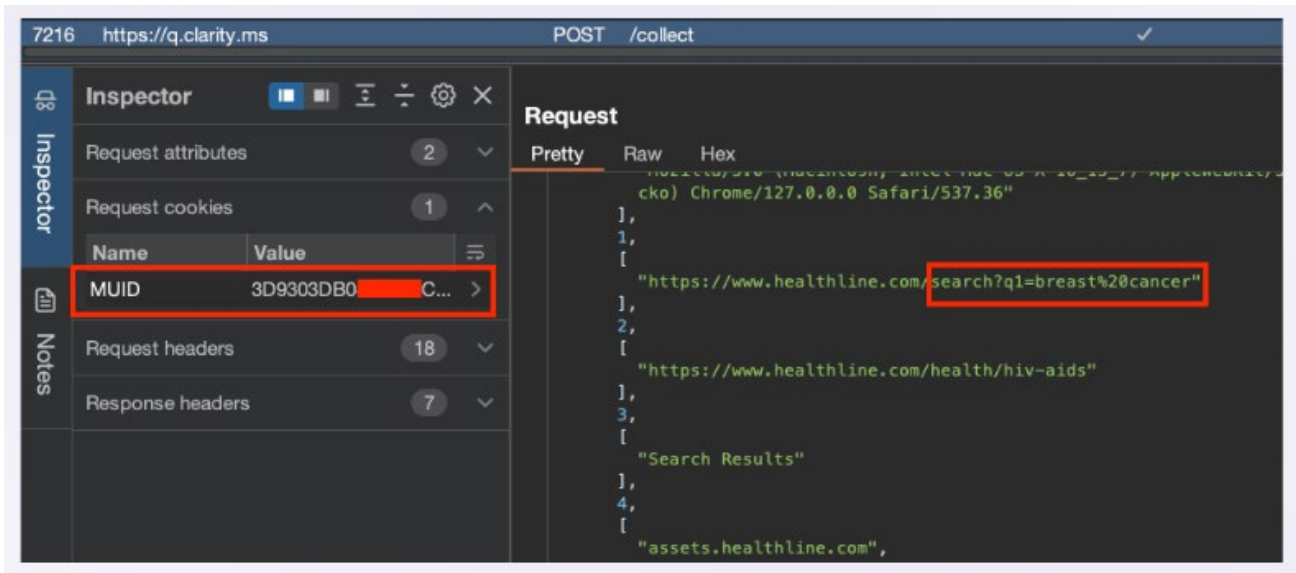 7216 https://q.clarity.ms POST /collect
Inspector
Notes
Inspector
Request attributes 2
Request cookies 1
Name Value
MUID 3D9303DB0 C...
Request headers 18
Response headers 7
Request
Pretty Raw Hex
cko) Chrome/127.0.0.0 Safari/537.36"
],
1,
[
"https://www.healthline.com/search?q1=breast%20cancer"
],
2,
[
"https://www.healthline.com/health/hiv-aids"
],
3,
[
"Search Results"
],
4,
[
"assets.healthline.com",